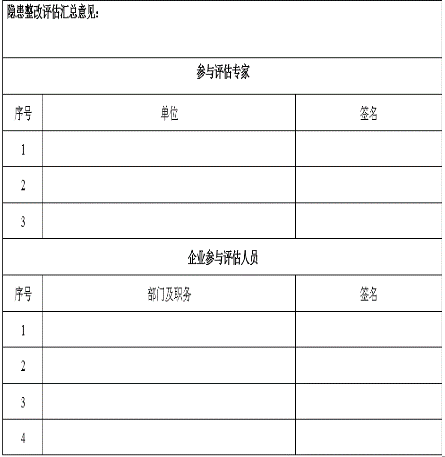 隐患整改评估汇总意见：
参与评估专家
序号 单位 签名
1
2
3
企业参与评估人员
序号 部门及职务 签名
1
2
3
4